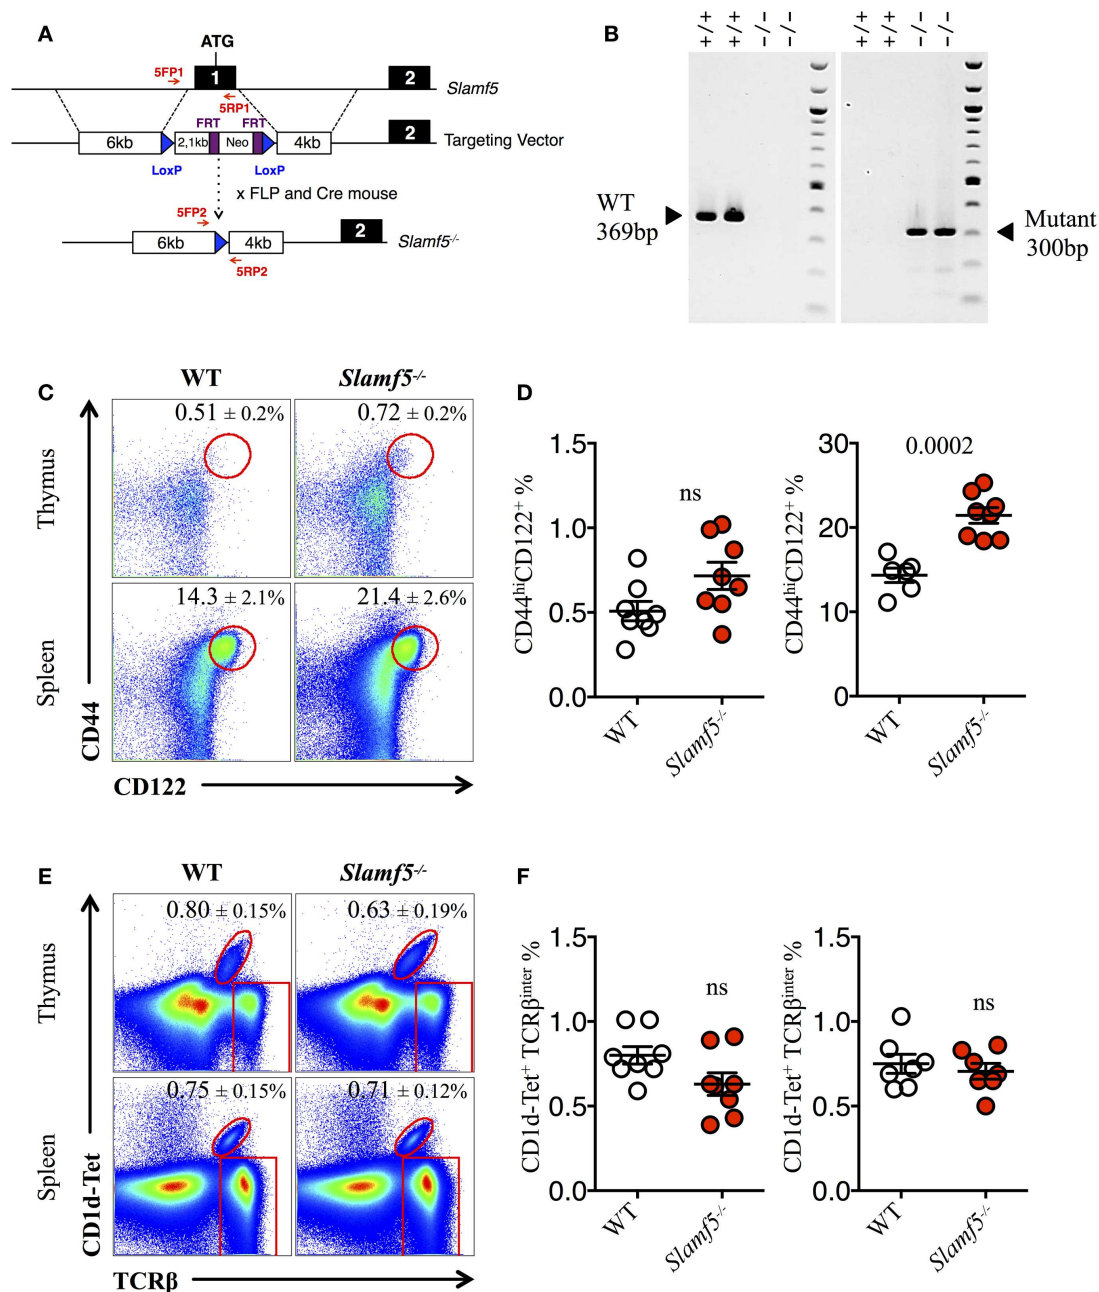 A
ATG
5FP1
1
2
Slamf5
5RP1
FRT
FRT
6kb
2,1kb
Neo
4kb
2
Targeting Vector
LoxP
LoxP
x FLP and Cre mouse
5FP2
6kb
4kb
2
Slamf5-/-
5RP2
B
+/+
+/+
-/-
-/-
+/+
+/+
-/-
-/-
WT
369bp
Mutant
300bp
C
WT
Slamf5-/-
Thymus
0.51 ± 0.2%
0.72 ± 0.2%
Spleen
14.3 ± 2.1%
21.4 ± 2.6%
CD44
CD122
D
CD44hiCD122+ %
1.5
1.0
0.5
0.0
ns
WT
Slamf5-/-
CD44hiCD122+ %
30
20
10
0
0.0002
WT
Slamf5-/-
E
WT
Slamf5-/-
Thymus
0.80 ± 0.15%
0.63 ± 0.19%
Spleen
0.75 ± 0.15%
0.71 ± 0.12%
CD1d-Tet
TCRβ
F
CD1d-Tet+ TCRβinter %
1.5
1.0
0.5
0.0
ns
WT
Slamf5-/-
CD1d-Tet+ TCRβinter %
1.5
1.0
0.5
0.0
ns
WT
Slamf5-/-